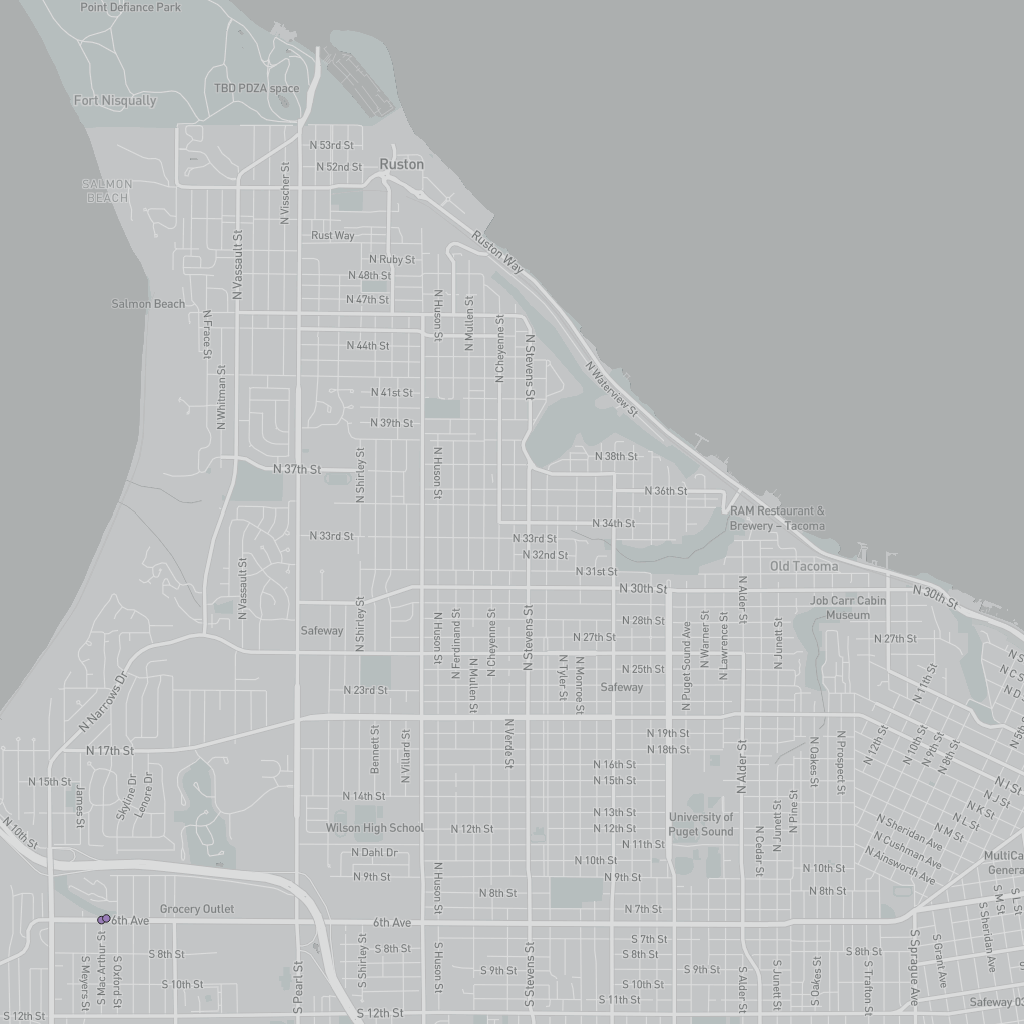 Point Defiance Park
TBD PDZA space
Fort Nisqually
N 53rd St
N 52nd St
Ruston
SALMON
BEACH
N Visscher St
Rust Way
Ruston Way
N Vassault St
N Ruby St
N 48th St
Salmon Beach
N 47th St
N Huson St
N Mullen St
N Frace St
N 44th St
N Cheyenne St
N Stevens St
N Waterview St
N Whitman St
N 41st St
N 39th St
N 38th St
N 37th St
N Shirley St
N Huson St
N 36th St
RAM Restaurant &
Brewery – Tacoma
N 34th St
N 33rd St
N 33rd St
N 32nd St
N 31st St
Old Tacoma
N Vassault St
N 30th St
N 30th St
N Alder St
Job Carr Cabin
Museum
Safeway
N Shirley St
N Huson St
N Ferdinand St
N Cheyenne St
N Stevens St
N 28th St
N 27th St
N Puget Sound Ave
N Warner St
N Lawrence St
N Junett St
N 27th St
N 25th St
N Mullen St
N Tyler St
N Monroe St
Safeway
N 23rd St
N Narrows Dr
N 11th St
N S
N C S
N D
N 5th
N 17th St
Bennett St
N Villard St
N Verde St
N 19th St
N 18th St
N Alder St
N Oakes St
N Prospect St
N 12th St
N 10th St
N 9th St
N 8th St
N 15th St
James St
Skyline Dr
Lenore Dr
N 16th St
N 15th St
N 14th St
N I St
N J St
N K St
N L St
N M St
N 10th St
Wilson High School
N 12th St
N 13th St
N 12th St
University of
Puget Sound
N Junett St
N Pine St
N Cedar St
N Sheridan Ave
N Cushman Ave
N Ainsworth Ave
N 11th St
N Dahl Dr
N 10th St
N 10th St
MultiCa
Genera
N 9th St
N 9th St
N Huson St
N 8th St
N 8th St
Grocery Outlet
N 7th St
6th Ave
6th Ave
S M St
S L St
S Sheridan Ave
S Meyers St
S Mac Arthur St
S Oxford St
S 8th St
S Pearl St
S Shirley St
S 8th St
S Huson St
S 9th St
S Stevens St
S 7th St
S 8th St
S 9th St
S Alder St
S Junett St
S Oakes St
S 8th St
S Trafton St
S Sprague Ave
S Grant Ave
S 10th St
S 10th St
S 11th St
S 12th St
S 12th St
Safeway 03